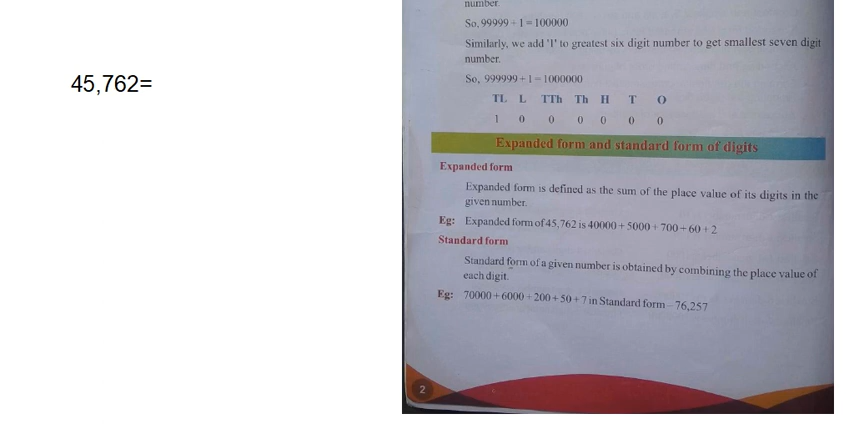 45,762=
number.
So, 99999 + 1 = 100000
Similarly, we add '1' to greatest six digit number to get smallest seven digit
number.
So, 999999 + 1 = 1000000
TL L TTh Th H T O
1 0 0 0 0 0 0
Expanded form and standard form of digits
Expanded form
Expanded form is defined as the sum of the place value of its digits in the
given number.
Eg: Expanded form of 45,762 is 40000 + 5000 + 700 + 60 + 2
Standard form
Standard form of a given number is obtained by combining the place value of
each digit.
Eg: 70000 + 6000 + 200 + 50 + 7 in Standard form - 76,257
2